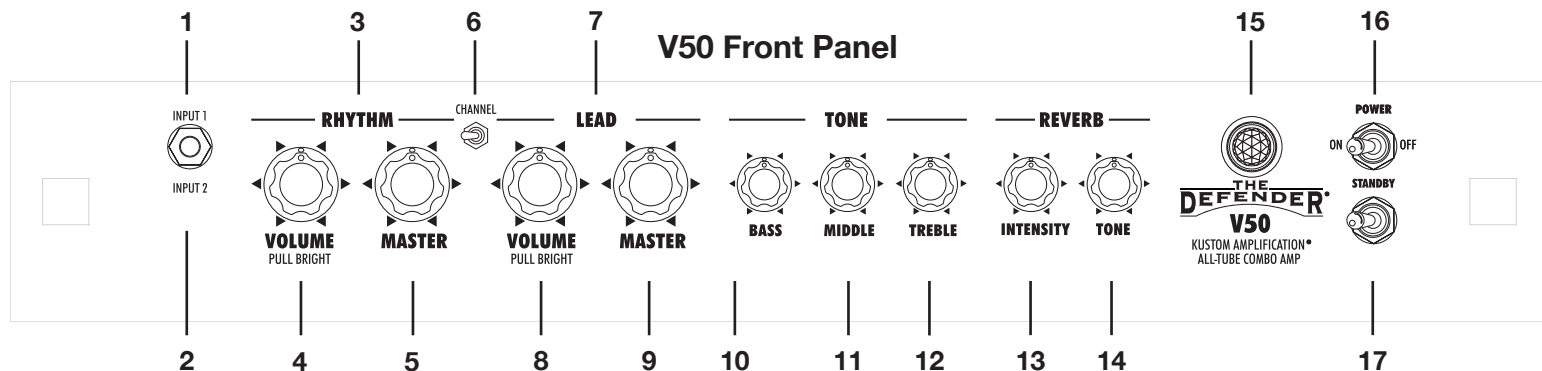 1 3 6 7 15 16
V50 Front Panel
INPUT 1
INPUT 2
RHYTHM
CHANNEL
LEAD
TONE
REVERB
VOLUME
PULL BRIGHT
MASTER
VOLUME
PULL BRIGHT
MASTER
BASS
MIDDLE
TREBLE
INTENSITY
TONE
THE
DEFENDER
V50
KUSTOM AMPLIFICATION
ALL-TUBE COMBO AMP
POWER
ON OFF
STANDBY
2 4 5 8 9 10 11 12 13 14 17